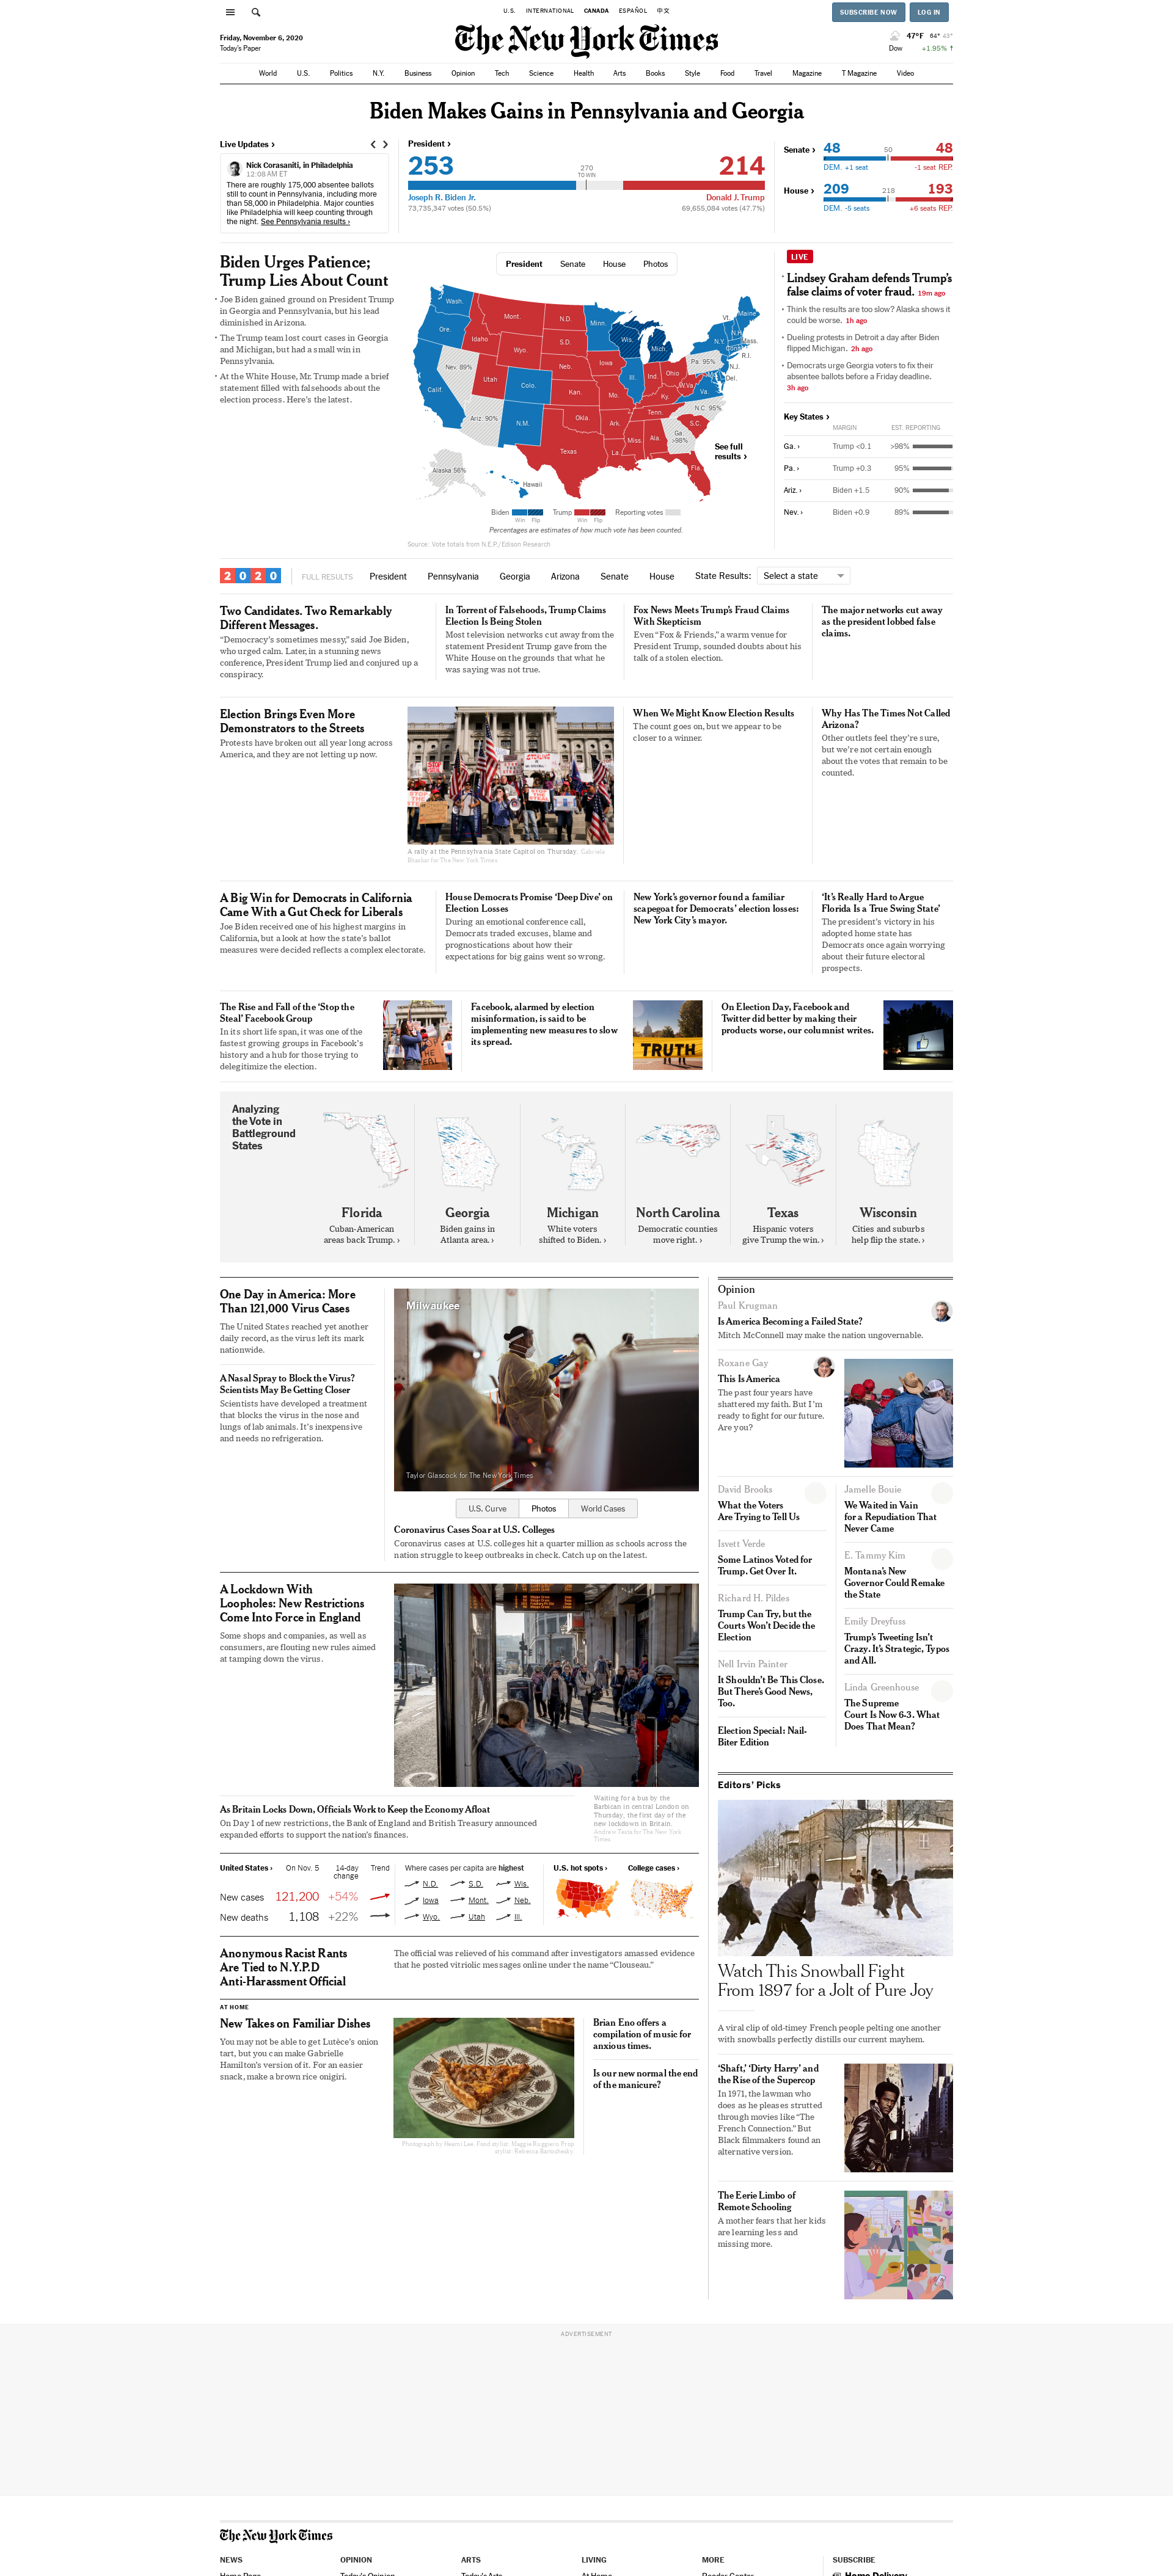 U.S. INTERNATIONAL CANADA ESPAÑOL 中文
SUBSCRIBE NOW LOG IN
Friday, November 6, 2020
Today's Paper
The New York Times
47°F 64° 43°
Dow +1.95% ↑
World U.S. Politics N.Y. Business Opinion Tech Science Health Arts Books Style Food Travel Magazine T Magazine Video
Biden Makes Gains in Pennsylvania and Georgia
Live Updates ›
Nick Corasaniti, in Philadelphia
12:08 AM ET
There are roughly 175,000 absentee ballots
still to count in Pennsylvania, including more
than 58,000 in Philadelphia. Major counties
like Philadelphia will keep counting through
the night. See Pennsylvania results ›
President ›
253 270 TO WIN 214
Joseph R. Biden Jr. Donald J. Trump
73,735,347 votes (50.5%) 69,655,084 votes (47.7%)
Senate › 48 50 48
DEM. +1 seat -1 seat REP.
House › 209 218 193
DEM. -5 seats +6 seats REP.
Biden Urges Patience;
Trump Lies About Count
Joe Biden gained ground on President Trump
in Georgia and Pennsylvania, but his lead
diminished in Arizona.
The Trump team lost court cases in Georgia
and Michigan, but had a small win in
Pennsylvania.
At the White House, Mr. Trump made a brief
statement filled with falsehoods about the
election process. Here's the latest.
President Senate House Photos
Wash. Mont. N.D. Minn. Vt. Maine
Ore. Idaho S.D. Wis. Mich. N.Y. N.H. Mass.
Wyo. Conn. R.I.
Nev. 89% Neb. Iowa Pa. 95% N.J.
Utah Colo. Ill. Ind. Ohio Md. Del.
Calif. Kan. Mo. W.Va. Va.
Ky.
Ariz. 90% N.M. Okla. Ark. Tenn. N.C. 95%
S.C.
Miss. Ala. Ga. >98%
Texas La. Fla.
Alaska 56% Hawaii
See full
results ›
Biden Win Flip Trump Win Flip Reporting votes
Percentages are estimates of how much vote has been counted.
Source: Vote totals from N.E.P./Edison Research
LIVE
Lindsey Graham defends Trump's
false claims of voter fraud. 19m ago
Think the results are too slow? Alaska shows it
could be worse. 1h ago
Dueling protests in Detroit a day after Biden
flipped Michigan. 2h ago
Democrats urge Georgia voters to fix their
absentee ballots before a Friday deadline.
3h ago
Key States ›
MARGIN EST. REPORTING
Ga. › Trump <0.1 >98%
Pa. › Trump +0.3 95%
Ariz. › Biden +1.5 90%
Nev. › Biden +0.9 89%
2020 FULL RESULTS President Pennsylvania Georgia Arizona Senate House State Results: Select a state
Two Candidates. Two Remarkably
Different Messages.
“Democracy's sometimes messy,” said Joe Biden,
who urged calm. Later, in a stunning news
conference, President Trump lied and conjured up a
conspiracy.
In Torrent of Falsehoods, Trump Claims
Election Is Being Stolen
Most television networks cut away from the
statement President Trump gave from the
White House on the grounds that what he
was saying was not true.
Fox News Meets Trump's Fraud Claims
With Skepticism
Even “Fox & Friends,” a warm venue for
President Trump, sounded doubts about his
talk of a stolen election.
The major networks cut away
as the president lobbed false
claims.
Election Brings Even More
Demonstrators to the Streets
Protests have broken out all year long across
America, and they are not letting up now.
A rally at the Pennsylvania State Capitol on Thursday. Gabriela
Bhaskar for The New York Times
When We Might Know Election Results
The count goes on, but we appear to be
closer to a winner.
Why Has The Times Not Called
Arizona?
Other outlets feel they're sure,
but we're not certain enough
about the votes that remain to be
counted.
A Big Win for Democrats in California
Came With a Gut Check for Liberals
Joe Biden received one of his highest margins in
California, but a look at how the state's ballot
measures were decided reflects a complex electorate.
House Democrats Promise ‘Deep Dive’ on
Election Losses
During an emotional conference call,
Democrats traded excuses, blame and
prognostications about how their
expectations for big gains went so wrong.
New York's governor found a familiar
scapegoat for Democrats' election losses:
New York City's mayor.
‘It's Really Hard to Argue
Florida Is a True Swing State’
The president's victory in his
adopted home state has
Democrats once again worrying
about their future electoral
prospects.
The Rise and Fall of the ‘Stop the
Steal’ Facebook Group
In its short life span, it was one of the
fastest growing groups in Facebook's
history and a hub for those trying to
delegitimize the election.
Facebook, alarmed by election
misinformation, is said to be
implementing new measures to slow
its spread.
TRUTH
On Election Day, Facebook and
Twitter did better by making their
products worse, our columnist writes.
Analyzing
the Vote in
Battleground
States
Florida
Cuban-American
areas back Trump. ›
Georgia
Biden gains in
Atlanta area. ›
Michigan
White voters
shifted to Biden. ›
North Carolina
Democratic counties
move right. ›
Texas
Hispanic voters
give Trump the win. ›
Wisconsin
Cities and suburbs
help flip the state. ›
One Day in America: More
Than 121,000 Virus Cases
The United States reached yet another
daily record, as the virus left its mark
nationwide.
A Nasal Spray to Block the Virus?
Scientists May Be Getting Closer
Scientists have developed a treatment
that blocks the virus in the nose and
lungs of lab animals. It's inexpensive
and needs no refrigeration.
Milwaukee
Taylor Glascock for The New York Times
U.S. Curve Photos World Cases
Coronavirus Cases Soar at U.S. Colleges
Coronavirus cases at U.S. colleges hit a quarter million as schools across the
nation struggle to keep outbreaks in check. Catch up on the latest.
A Lockdown With
Loopholes: New Restrictions
Come Into Force in England
Some shops and companies, as well as
consumers, are flouting new rules aimed
at tamping down the virus.
As Britain Locks Down, Officials Work to Keep the Economy Afloat
On Day 1 of new restrictions, the Bank of England and British Treasury announced
expanded efforts to support the nation's finances.
Waiting for a bus by the
Barbican in central London on
Thursday, the first day of the
new lockdown in Britain.
Andrew Testa for The New York
Times
United States › On Nov. 5 14-day change Trend
New cases 121,200 +54%
New deaths 1,108 +22%
Where cases per capita are highest
N.D. S.D. Wis.
Iowa Mont. Neb.
Wyo. Utah Ill.
U.S. hot spots › College cases ›
Anonymous Racist Rants
Are Tied to N.Y.P.D
Anti-Harassment Official
The official was relieved of his command after investigators amassed evidence
that he posted vitriolic messages online under the name “Clouseau.”
AT HOME
New Takes on Familiar Dishes
You may not be able to get Lutèce's onion
tart, but you can make Gabrielle
Hamilton's version of it. For an easier
snack, make a brown rice onigiri.
Photograph by Heami Lee. Food stylist: Maggie Ruggiero. Prop
stylist: Rebecca Bartoshesky.
Brian Eno offers a
compilation of music for
anxious times.
Is our new normal the end
of the manicure?
Opinion
Paul Krugman
Is America Becoming a Failed State?
Mitch McConnell may make the nation ungovernable.
Roxane Gay
This Is America
The past four years have
shattered my faith. But I'm
ready to fight for our future.
Are you?
David Brooks
What the Voters
Are Trying to Tell Us
Isvett Verde
Some Latinos Voted for
Trump. Get Over It.
Richard H. Pildes
Trump Can Try, but the
Courts Won't Decide the
Election
Nell Irvin Painter
It Shouldn't Be This Close.
But There's Good News,
Too.
Election Special: Nail-
Biter Edition
Jamelle Bouie
We Waited in Vain
for a Repudiation That
Never Came
E. Tammy Kim
Montana's New
Governor Could Remake
the State
Emily Dreyfuss
Trump's Tweeting Isn't
Crazy. It's Strategic, Typos
and All.
Linda Greenhouse
The Supreme
Court Is Now 6-3. What
Does That Mean?
Editors' Picks
Watch This Snowball Fight
From 1897 for a Jolt of Pure Joy
A viral clip of old-timey French people pelting one another
with snowballs perfectly distills our current mayhem.
‘Shaft,’ ‘Dirty Harry’ and
the Rise of the Supercop
In 1971, the lawman who
does as he pleases strutted
through movies like “The
French Connection.” But
Black filmmakers found an
alternative version.
The Eerie Limbo of
Remote Schooling
A mother fears that her kids
are learning less and
missing more.
ADVERTISEMENT
The New York Times
NEWS OPINION ARTS LIVING MORE SUBSCRIBE
Home Page Today's Opinion Today's Arts At Home Reader Center Home Delivery